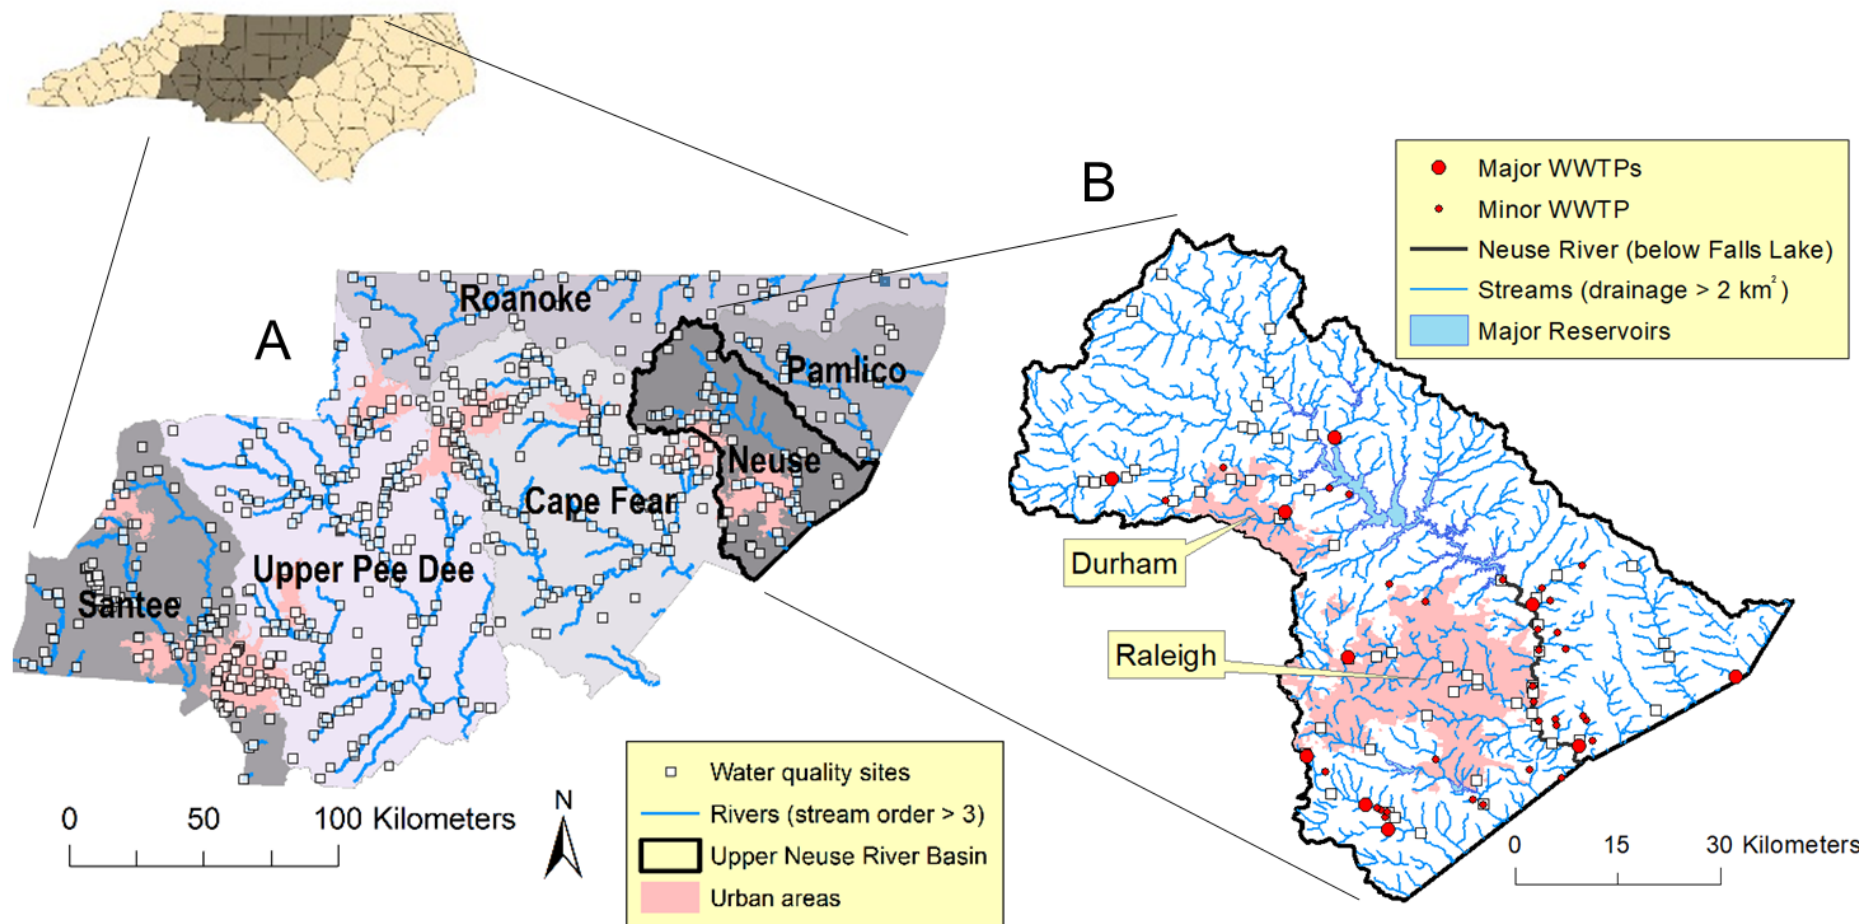 A
Roanoke
Pamlico
Neuse
Cape Fear
Upper Pee Dee
Santee
0 50 100 Kilometers
N
Water quality sites
Rivers (stream order > 3)
Upper Neuse River Basin
Urban areas
B
Major WWTPs
Minor WWTP
Neuse River (below Falls Lake)
Streams (drainage > 2 km²)
Major Reservoirs
Durham
Raleigh
0 15 30 Kilometers